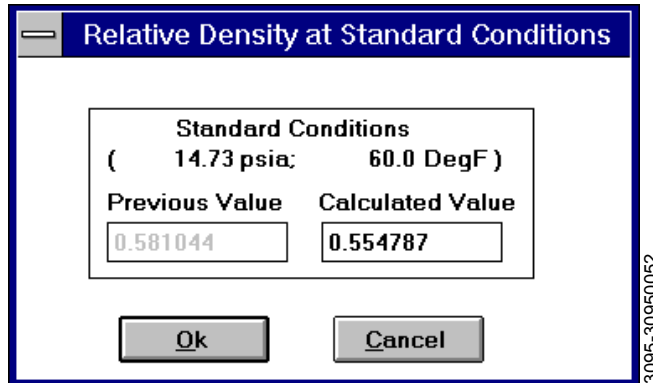 Relative Density at Standard Conditions
Standard Conditions
( 14.73 psia; 60.0 DegF )
Previous Value Calculated Value
0.581044 0.554787
Ok Cancel
3095-30950052